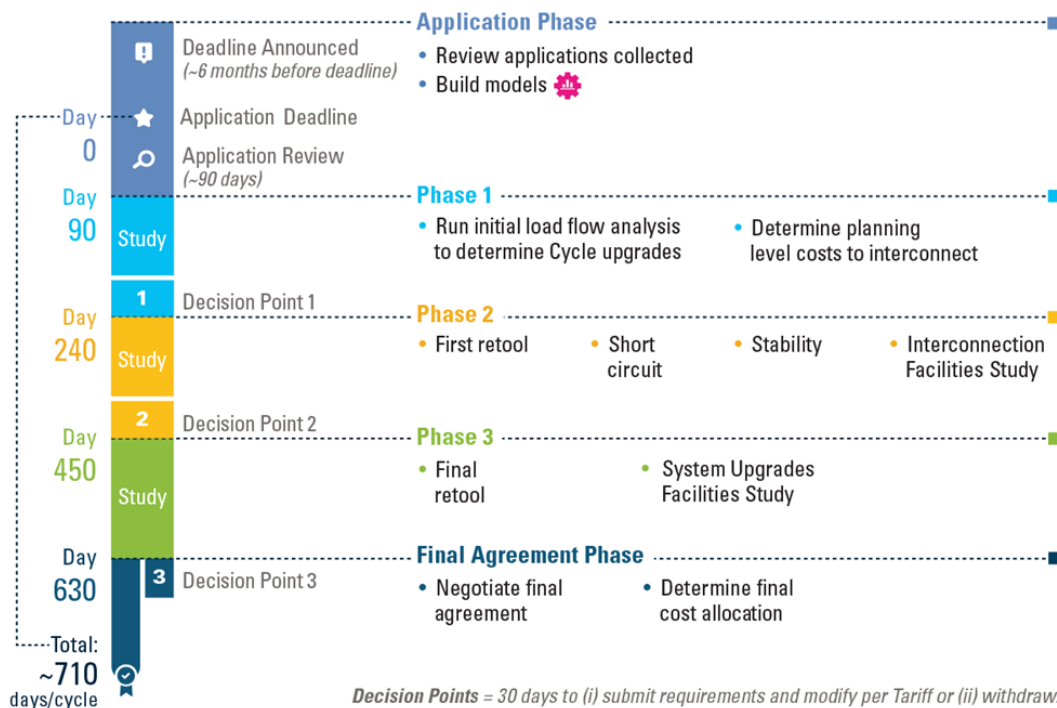 Application Phase
Deadline Announced
(~6 months before deadline)
• Review applications collected
• Build models
Day
0
Application Deadline
Application Review
(~90 days)
Day
90
Study
Phase 1
• Run initial load flow analysis
to determine Cycle upgrades
• Determine planning
level costs to interconnect
1
Decision Point 1
Day
240
Study
Phase 2
• First retool
• Short
circuit
• Stability
• Interconnection
Facilities Study
2
Decision Point 2
Day
450
Study
Phase 3
• Final
retool
• System Upgrades
Facilities Study
Day
630
3
Decision Point 3
Final Agreement Phase
• Negotiate final
agreement
• Determine final
cost allocation
Total:
~710
days/cycle
Decision Points = 30 days to (i) submit requirements and modify per Tariff or (ii) withdraw